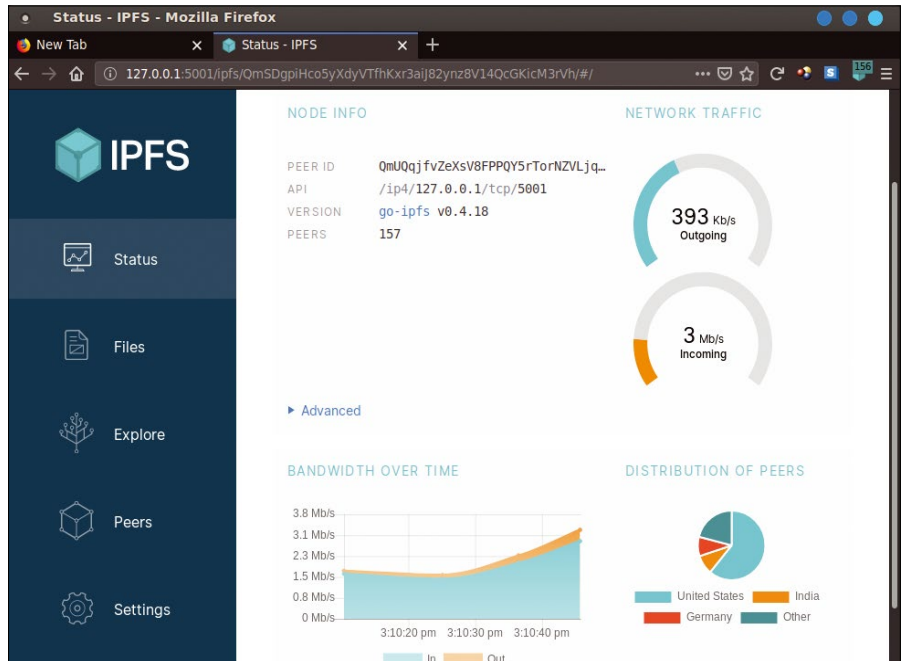 Status - IPFS - Mozilla Firefox
New Tab
Status - IPFS
127.0.0.1:5001/ipfs/QmSDgpiHco5yXdyVTfhKxr3aiJ82ynz8V14QcGKicM3rVh/#/
156
IPFS
Status
Files
Explore
Peers
Settings
NODE INFO
PEER ID QmUQqjfvZeXsV8FPPQY5rTorNZVLjq…
API /ip4/127.0.0.1/tcp/5001
VERSION go-ipfs v0.4.18
PEERS 157
Advanced
NETWORK TRAFFIC
393 Kb/s
Outgoing
3 Mb/s
Incoming
BANDWIDTH OVER TIME
3.8 Mb/s
3.1 Mb/s
2.3 Mb/s
1.5 Mb/s
0.8 Mb/s
0 Mb/s
3:10:20 pm 3:10:30 pm 3:10:40 pm
In Out
DISTRIBUTION OF PEERS
United States India
Germany Other